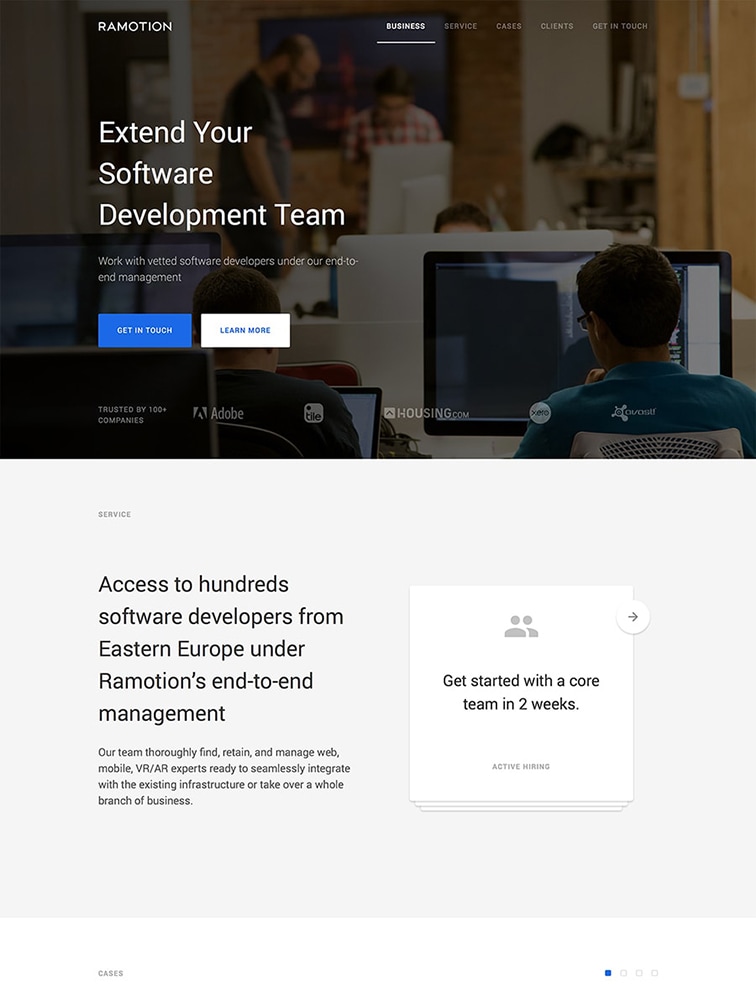 RAMOTION
BUSINESS SERVICE CASES CLIENTS GET IN TOUCH
Extend Your
Software
Development Team
Work with vetted software developers under our end-to-
end management
GET IN TOUCH LEARN MORE
TRUSTED BY 100+
COMPANIES
Adobe
tile
HOUSING.COM
xero
avast!
SERVICE
Access to hundreds
software developers from
Eastern Europe under
Ramotion’s end-to-end
management
Our team thoroughly find, retain, and manage web,
mobile, VR/AR experts ready to seamlessly integrate
with the existing infrastructure or take over a whole
branch of business.
Get started with a core
team in 2 weeks.
ACTIVE HIRING
CASES